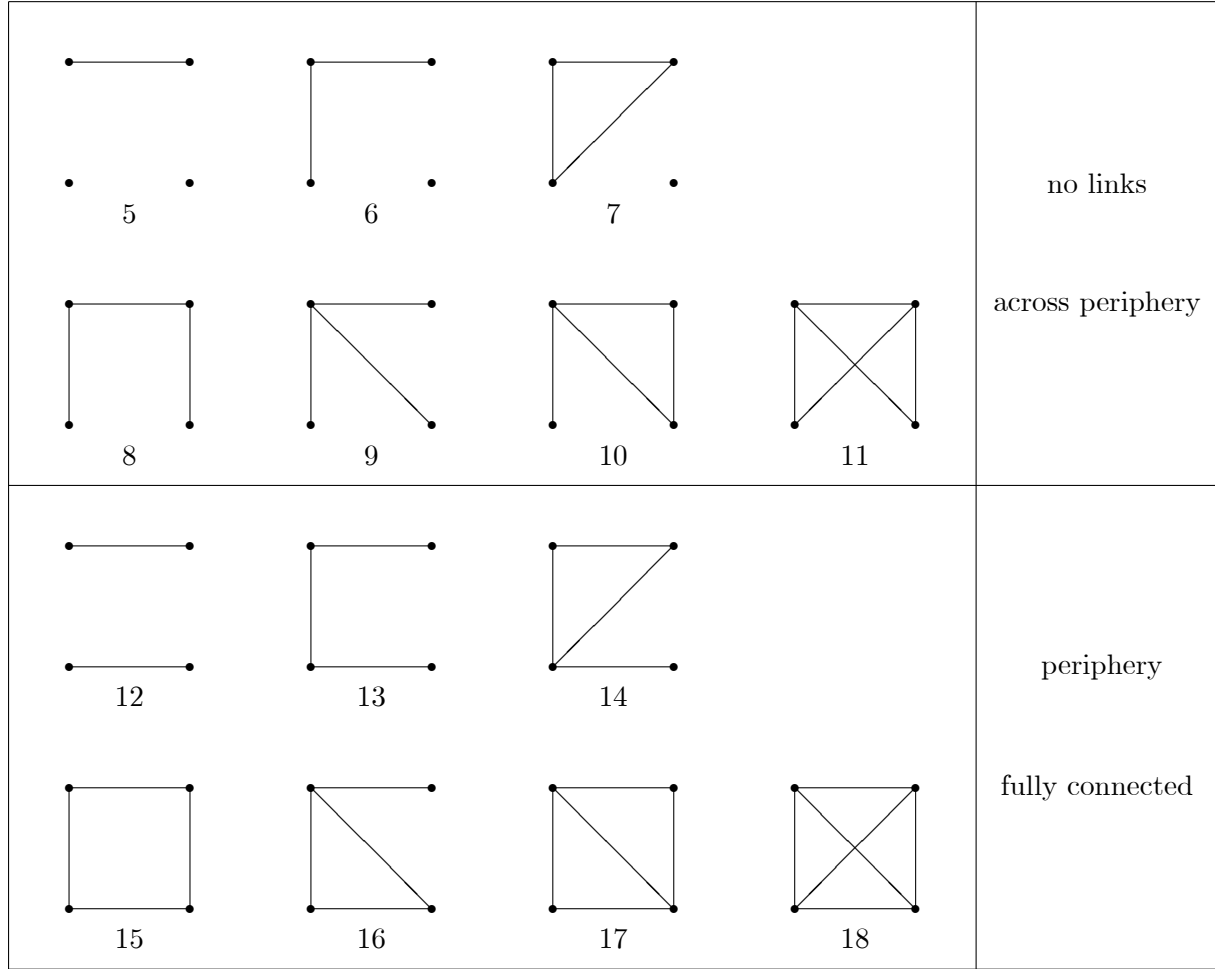 5 6 7
no links
8 9 10 11
across periphery
12 13 14
periphery
15 16 17 18
fully connected